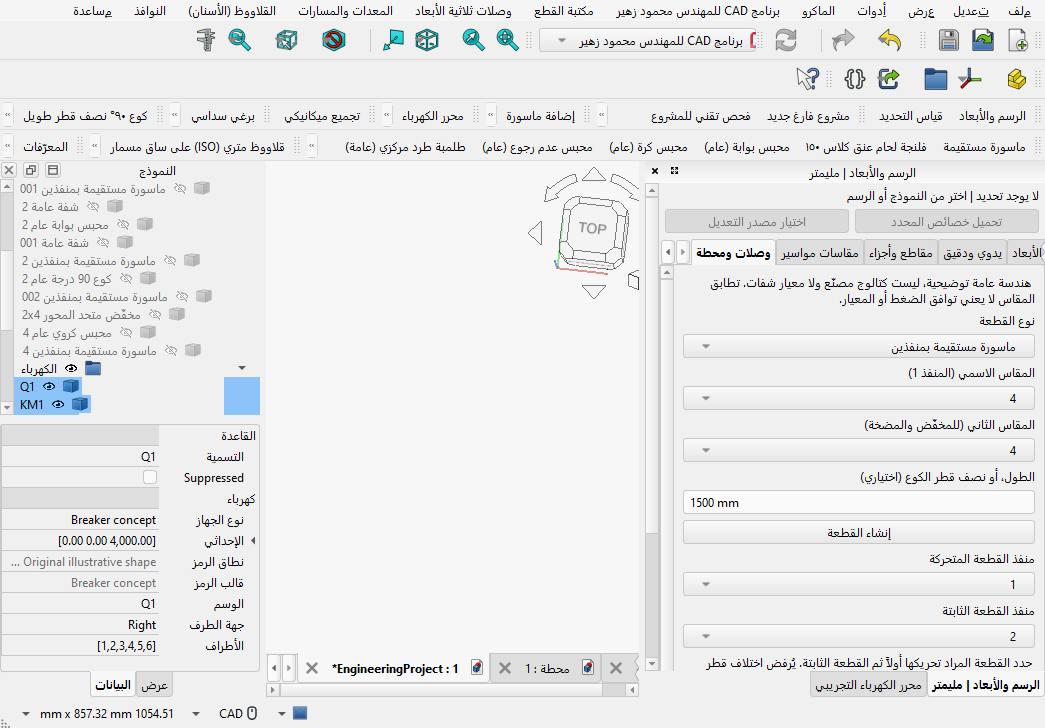 ملف تعديل عرض أدوات الماكرو برنامج CAD للمهندس محمود زهير مكتبة القطع وصلات ثلاثية الأبعاد المعدات والمسارات القلاووظ (الأسنان) النوافذ مساعدة
برنامج CAD للمهندس محمود زهير
الرسم والأبعاد قياس التحديد مشروع فارغ جديد فحص تقني للمشروع » إضافة ماسورة » محرر الكهرباء » تجميع ميكانيكي برغي سداسي » كوع ٩٠° نصف قطر طويل »
ماسورة مستقيمة فلنجة لحام عنق كلاس ١٥٠ محبس بوابة (عام) محبس كرة (عام) محبس عدم رجوع (عام) طلمبة طرد مركزي (عامة) » قلاووظ متري (ISO) على ساق مسمار » المعرّفات »
الرسم والأبعاد | مليمتر
لا يوجد تحديد | اختر من النموذج أو الرسم
تحميل خصائص المحدد
اختيار مصدر التعديل
الأبعاد
يدوي ودقيق
مقاطع وأجزاء
مقاسات مواسير
وصلات ومحطة
هندسة عامة توضيحية، ليست كتالوج مصنّع ولا معيار شفات. تطابق
المقاس لا يعني توافق الضغط أو المعيار.
نوع القطعة
ماسورة مستقيمة بمنفذين
المقاس الاسمي (المنفذ 1)
4
المقاس الثاني (للمخفّض والمضخة)
4
الطول، أو نصف قطر الكوع (اختياري)
1500 mm
إنشاء القطعة
منفذ القطعة المتحركة
1
منفذ القطعة الثابتة
2
حدد القطعة المراد تحريكها أولاً ثم القطعة الثابتة. يُرفض اختلاف قطر
الرسم والأبعاد | مليمتر
محرر الكهرباء التجريبي
TOP
محطة : 1
EngineeringProject : 1*
النموذج
ماسورة مستقيمة بمنفذين 001
شفة عامة 2
محبس بوابة عام 2
شفة عامة 001
ماسورة مستقيمة بمنفذين 2
كوع 90 درجة عام 2
ماسورة مستقيمة بمنفذين 002
مخفّض متحد المحور 2x4
محبس كروي عام 4
ماسورة مستقيمة بمنفذين 4
الكهرباء
Q1
KM1
القاعدة
التسمية Q1
Suppressed
كهرباء
نوع الجهاز Breaker concept
الإحداثي [0.00 0.00 4,000.00]
نطاق الرمز Original illustrative shape ...
قالب الرمز Breaker concept
الوسم Q1
جهة الطرف Right
الأطراف [1,2,3,4,5,6]
عرض
البيانات
CAD
1054.51 mm x 857.32 mm